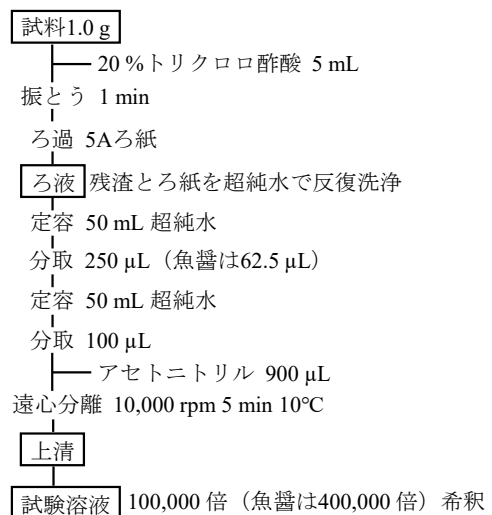 試料1.0 g
20 %トリクロロ酢酸 5 mL
振とう 1 min
ろ過 5Aろ紙
ろ液 残渣とろ紙を超純水で反復洗浄
定容 50 mL 超純水
分取 250 µL（魚醤は62.5 µL）
定容 50 mL 超純水
分取 100 µL
アセトニトリル 900 µL
遠心分離 10,000 rpm 5 min 10℃
上清
試験溶液 100,000 倍（魚醤は400,000 倍）希釈